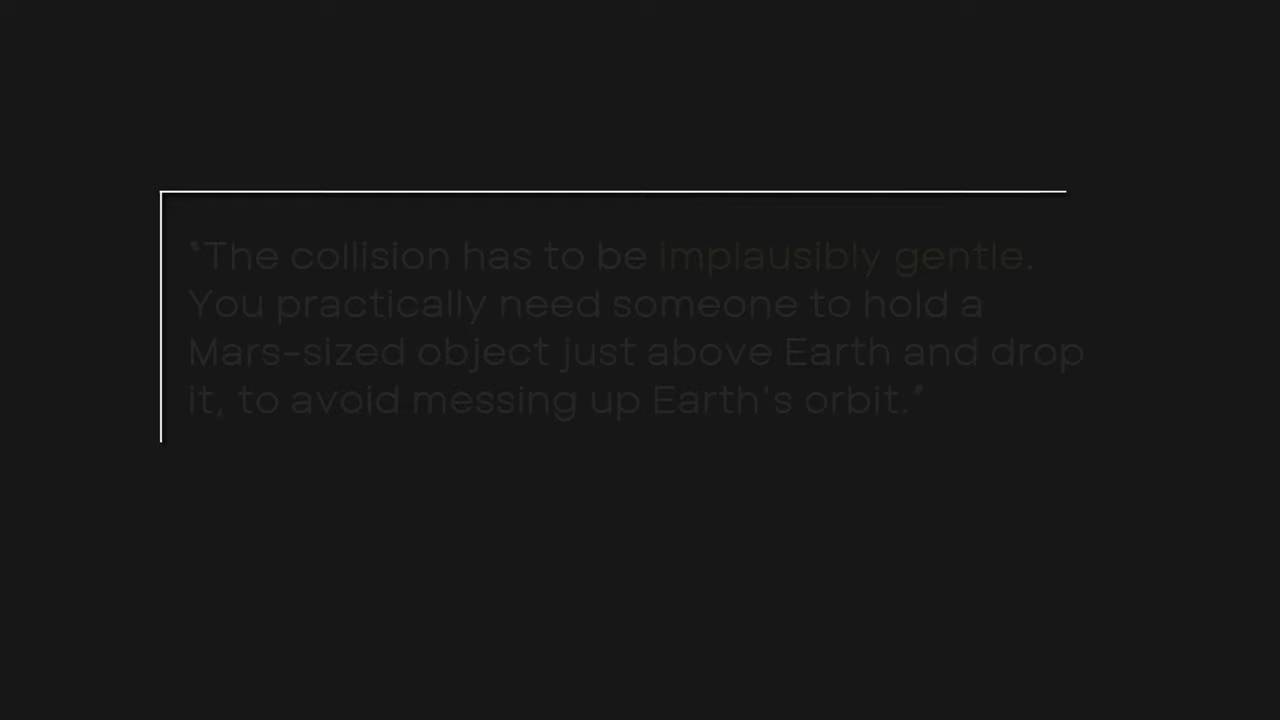 “The collision has to be implausibly gentle.
You practically need someone to hold a
Mars-sized object just above Earth and drop
it, to avoid messing up Earth's orbit.”